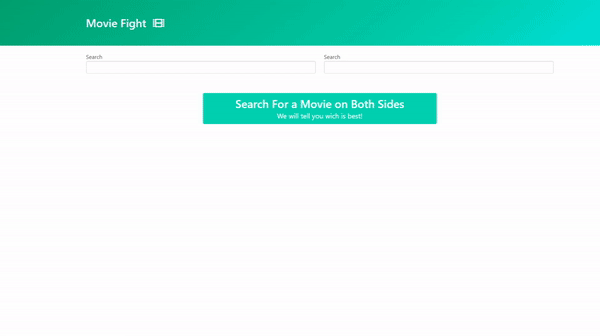 Movie Fight
Search
Search
Search For a Movie on Both Sides
We will tell you wich is best!